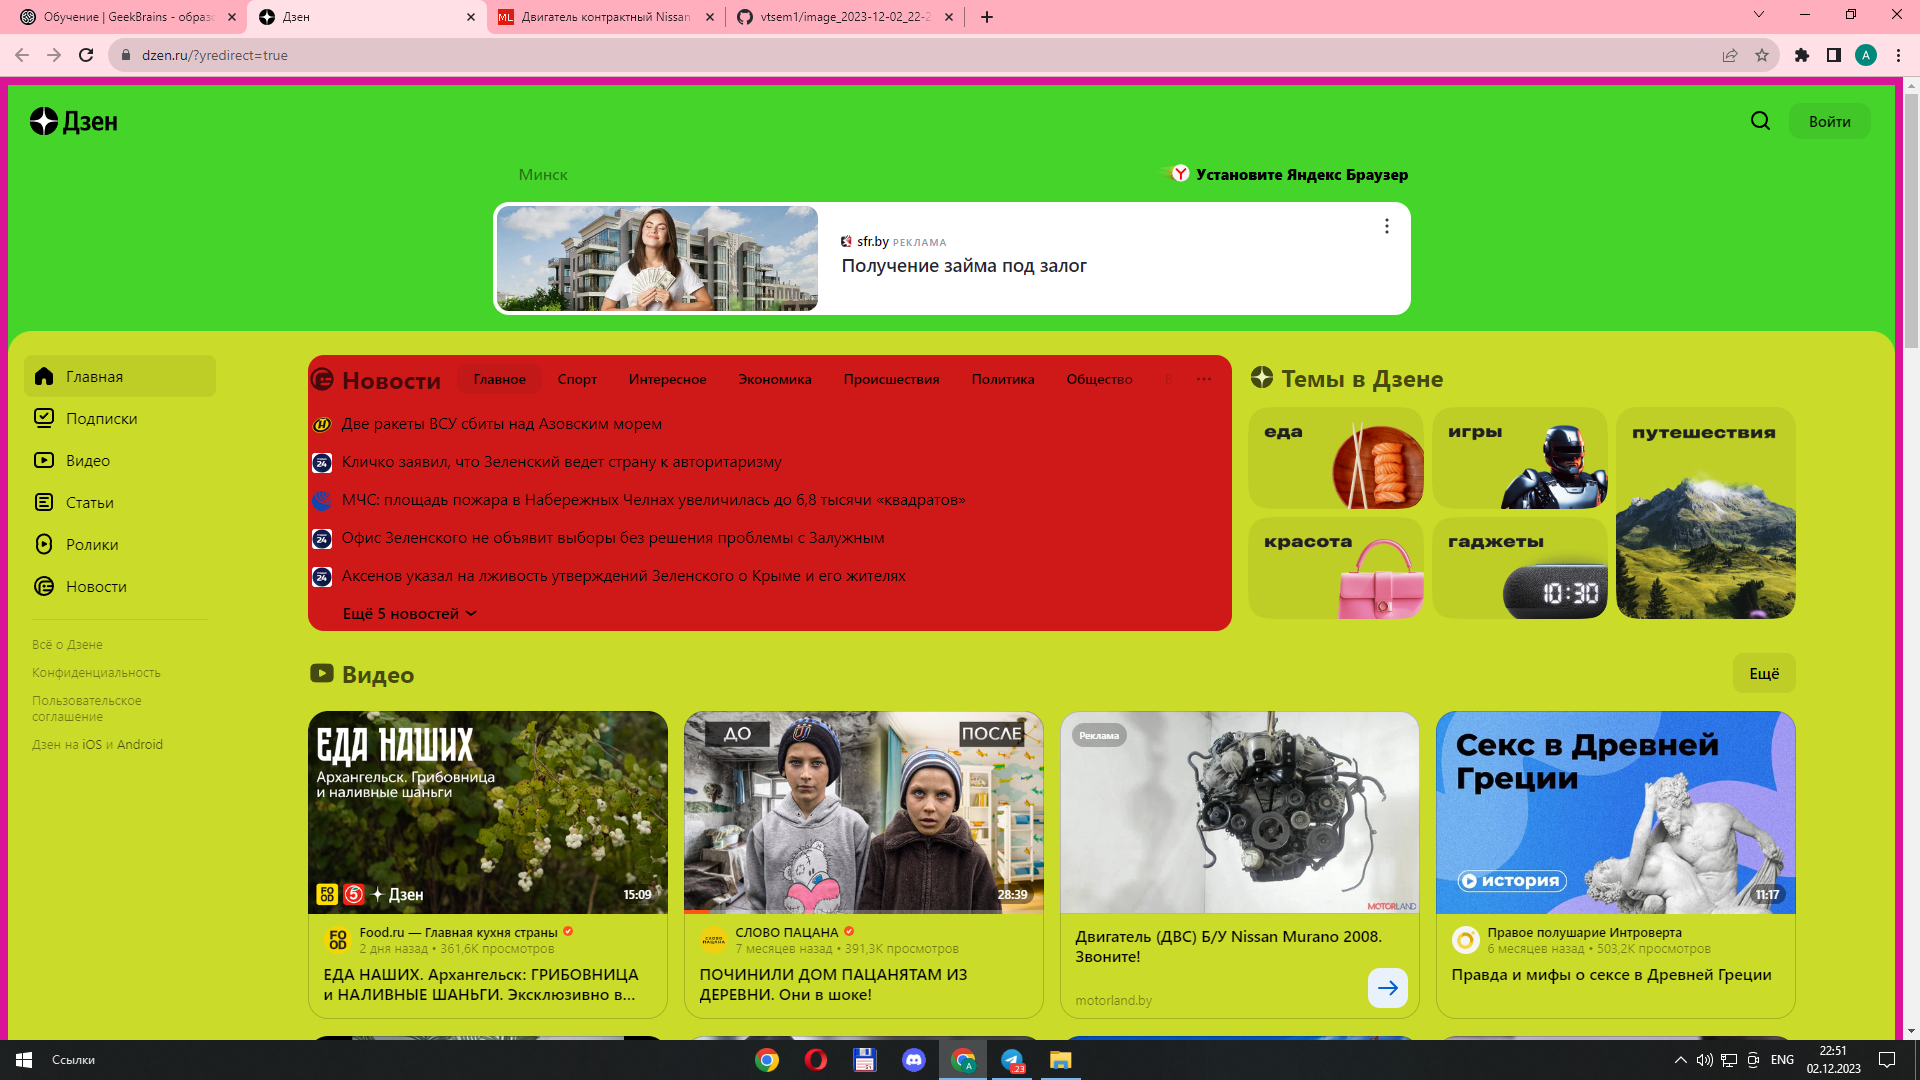 Обучение | GeekBrains - образо
Дзен
Двигатель контрактный Nissan
vtsem1/image_2023-12-02_22-2
dzen.ru/?yredirect=true
A
Дзен
Войти
Минск
Установите Яндекс Браузер
sfr.by РЕКЛАМА
Получение займа под залог
Главная
Подписки
Видео
Статьи
Ролики
Новости
Всё о Дзене
Конфиденциальность
Пользовательское
соглашение
Дзен на iOS и Android
Новости
Главное
Спорт
Интересное
Экономика
Происшествия
Политика
Общество
В
Две ракеты ВСУ сбиты над Азовским морем
Кличко заявил, что Зеленский ведет страну к авторитаризму
МЧС: площадь пожара в Набережных Челнах увеличилась до 6,8 тысячи «квадратов»
Офис Зеленского не объявит выборы без решения проблемы с Залужным
Аксенов указал на лживость утверждений Зеленского о Крыме и его жителях
Ещё 5 новостей
Темы в Дзене
еда
игры
путешествия
красота
гаджеты
10:30
Видео
Ещё
ЕДА НАШИХ
Архангельск. Грибовница
и наливные шаньги
FOOD
5
Дзен
15:09
Food.ru — Главная кухня страны
2 дня назад • 361,6K просмотров
ЕДА НАШИХ. Архангельск: ГРИБОВНИЦА
и НАЛИВНЫЕ ШАНЬГИ. Эксклюзивно в...
ДО
ПОСЛЕ
28:39
СЛОВО ПАЦАНА
7 месяцев назад • 391,3K просмотров
ПОЧИНИЛИ ДОМ ПАЦАНЯТАМ ИЗ
ДЕРЕВНИ. Они в шоке!
Реклама
MOTORLAND
Двигатель (ДВС) Б/У Nissan Murano 2008.
Звоните!
motorland.by
Секс в Древней
Греции
история
11:17
Правое полушарие Интроверта
6 месяцев назад • 503,2K просмотров
Правда и мифы о сексе в Древней Греции
Ссылки
23
ENG
22:51
02.12.2023